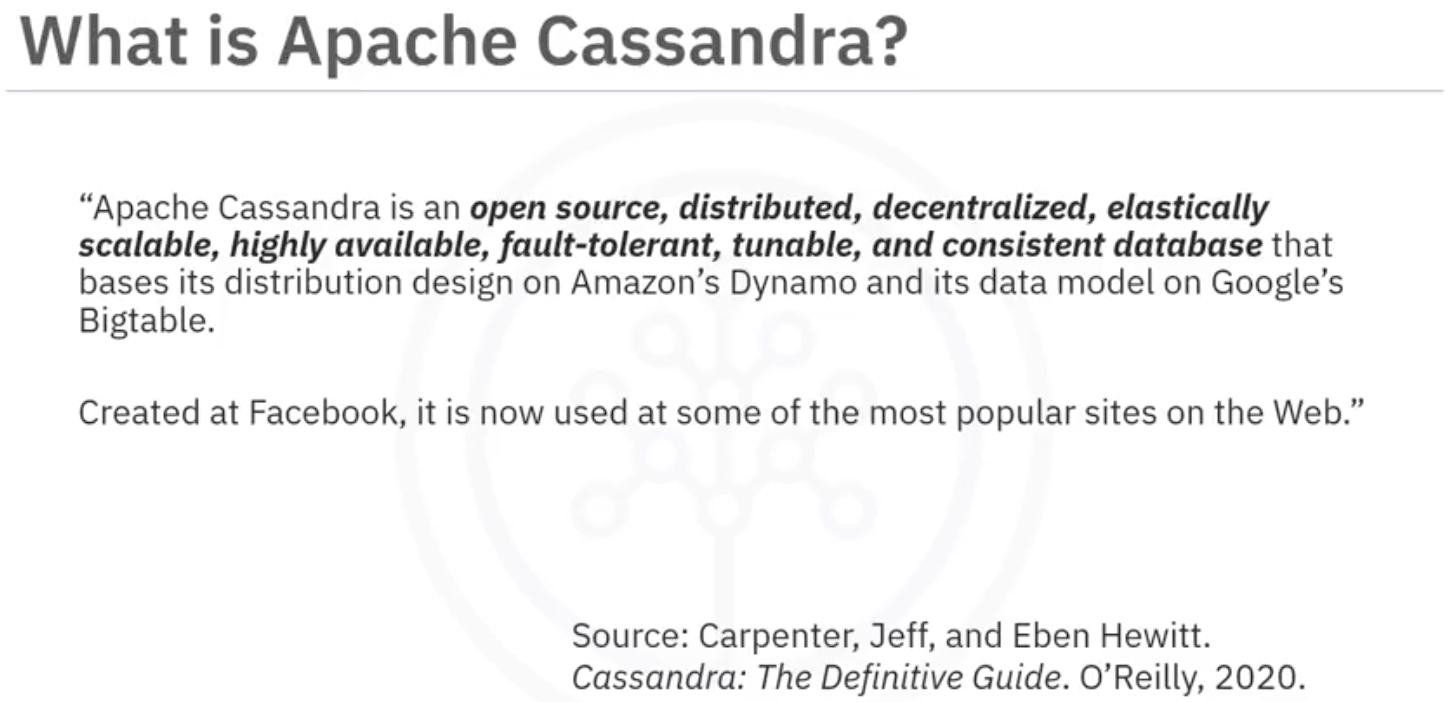 What is Apache Cassandra?
“Apache Cassandra is an open source, distributed, decentralized, elastically
scalable, highly available, fault-tolerant, tunable, and consistent database that
bases its distribution design on Amazon’s Dynamo and its data model on Google’s
Bigtable.
Created at Facebook, it is now used at some of the most popular sites on the Web.”
Source: Carpenter, Jeff, and Eben Hewitt.
Cassandra: The Definitive Guide. O’Reilly, 2020.